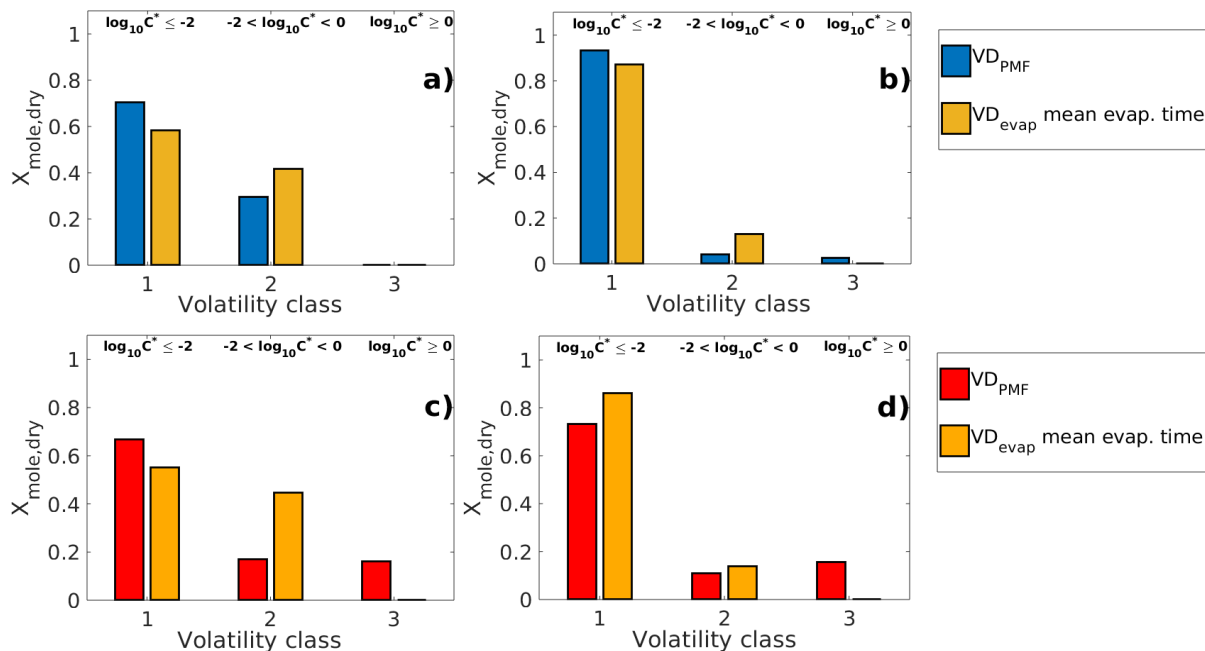 log10C* ≤ -2   -2 < log10C* < 0   log10C* ≥ 0
a)
1
0.8
0.6
0.4
0.2
0
Xmole,dry
1 2 3
Volatility class
log10C* ≤ -2   -2 < log10C* < 0   log10C* ≥ 0
b)
1
0.8
0.6
0.4
0.2
0
Xmole,dry
1 2 3
Volatility class
VDPMF
VDevap mean evap. time
log10C* ≤ -2   -2 < log10C* < 0   log10C* ≥ 0
c)
1
0.8
0.6
0.4
0.2
0
Xmole,dry
1 2 3
Volatility class
log10C* ≤ -2   -2 < log10C* < 0   log10C* ≥ 0
d)
1
0.8
0.6
0.4
0.2
0
Xmole,dry
1 2 3
Volatility class
VDPMF
VDevap mean evap. time